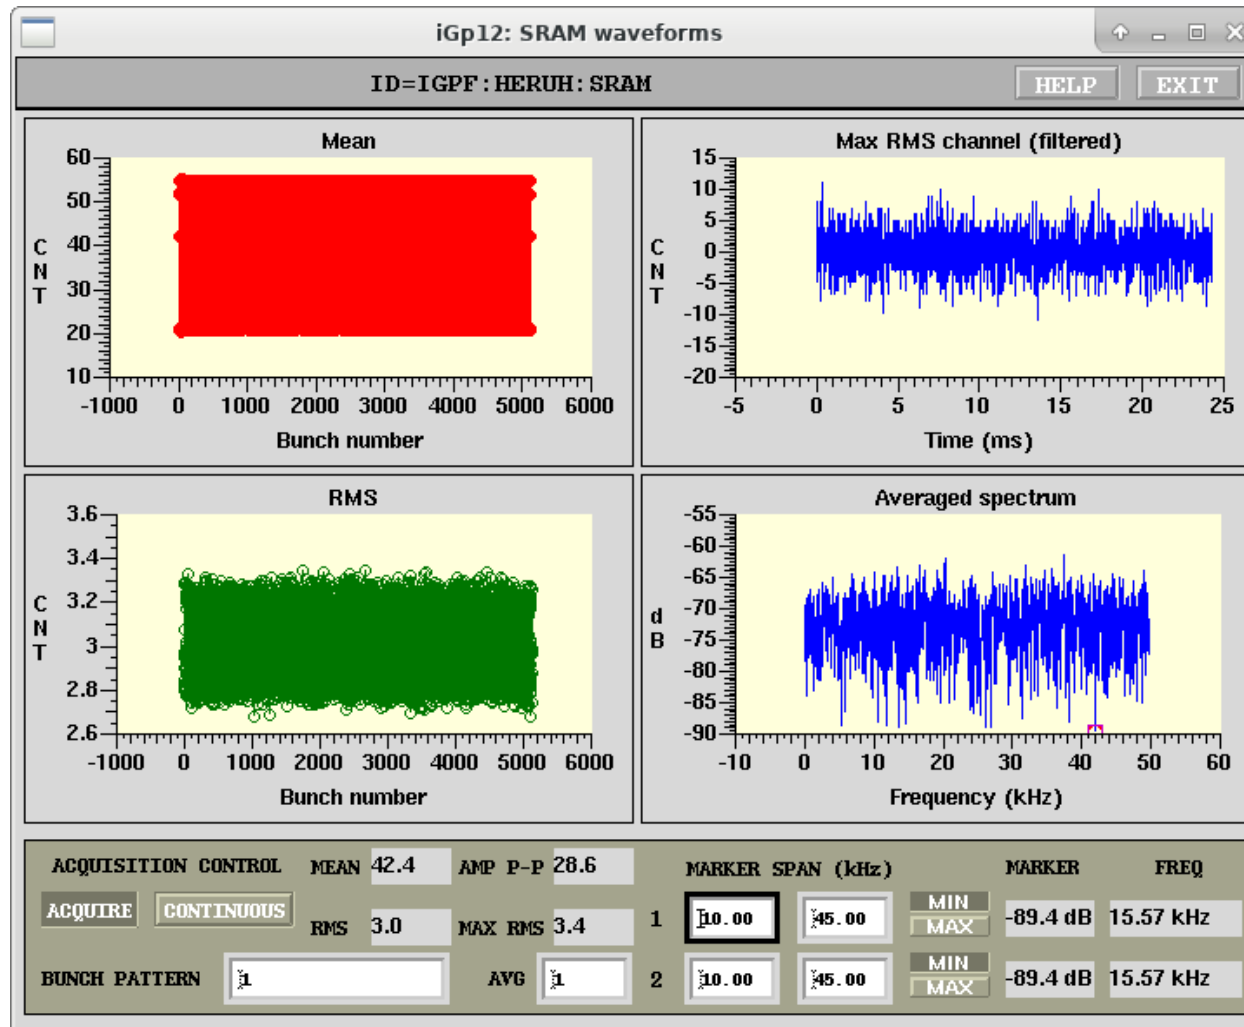 iGp12: SRAM waveforms
ID=IGPF:HERUH:SRAM
HELP
EXIT
Mean
60
50
40
30
20
10
CNT
-1000 0 1000 2000 3000 4000 5000 6000
Bunch number
Max RMS channel (filtered)
15
10
5
0
-5
-10
-15
-20
CNT
-5 0 5 10 15 20 25
Time (ms)
RMS
3.6
3.4
3.2
3
2.8
2.6
CNT
-1000 0 1000 2000 3000 4000 5000 6000
Bunch number
Averaged spectrum
-55
-60
-65
-70
-75
-80
-85
-90
dB
-10 0 10 20 30 40 50 60
Frequency (kHz)
ACQUISITION CONTROL MEAN 42.4 AMP P-P 28.6 MARKER SPAN (kHz) MARKER FREQ
ACQUIRE CONTINUOUS RMS 3.0 MAX RMS 3.4 1 10.00 45.00 MIN MAX -89.4 dB 15.57 kHz
BUNCH PATTERN 1 AVG 1 2 10.00 45.00 MIN MAX -89.4 dB 15.57 kHz